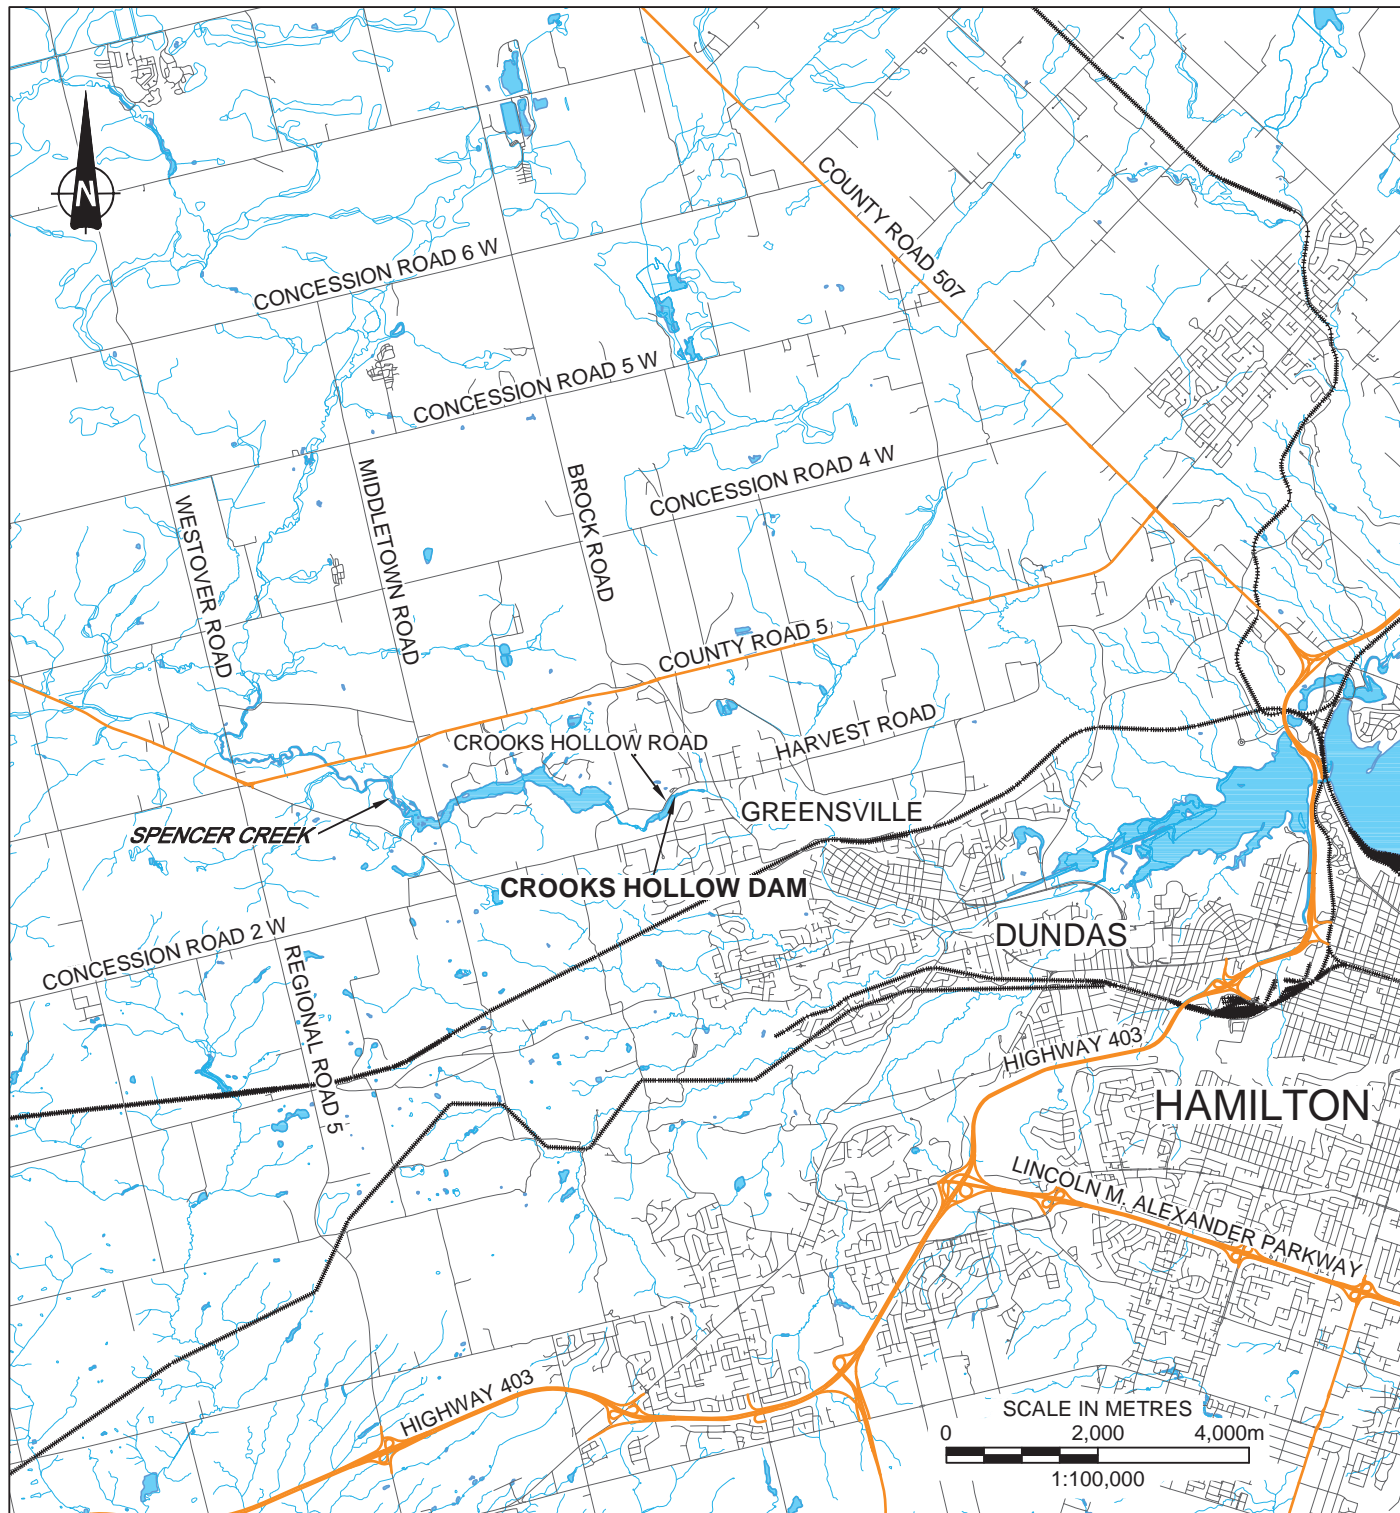 N
COUNTY ROAD 507
CONCESSION ROAD 6 W
CONCESSION ROAD 5 W
CONCESSION ROAD 4 W
WESTOVER ROAD
MIDDLETOWN ROAD
BROCK ROAD
COUNTY ROAD 5
CROOKS HOLLOW ROAD
HARVEST ROAD
GREENSVILLE
SPENCER CREEK
CROOKS HOLLOW DAM
DUNDAS
CONCESSION ROAD 2 W
REGIONAL ROAD 5
HIGHWAY 403
HAMILTON
LINCOLN M. ALEXANDER PARKWAY
HIGHWAY 403
SCALE IN METRES
0 2,000 4,000m
1:100,000